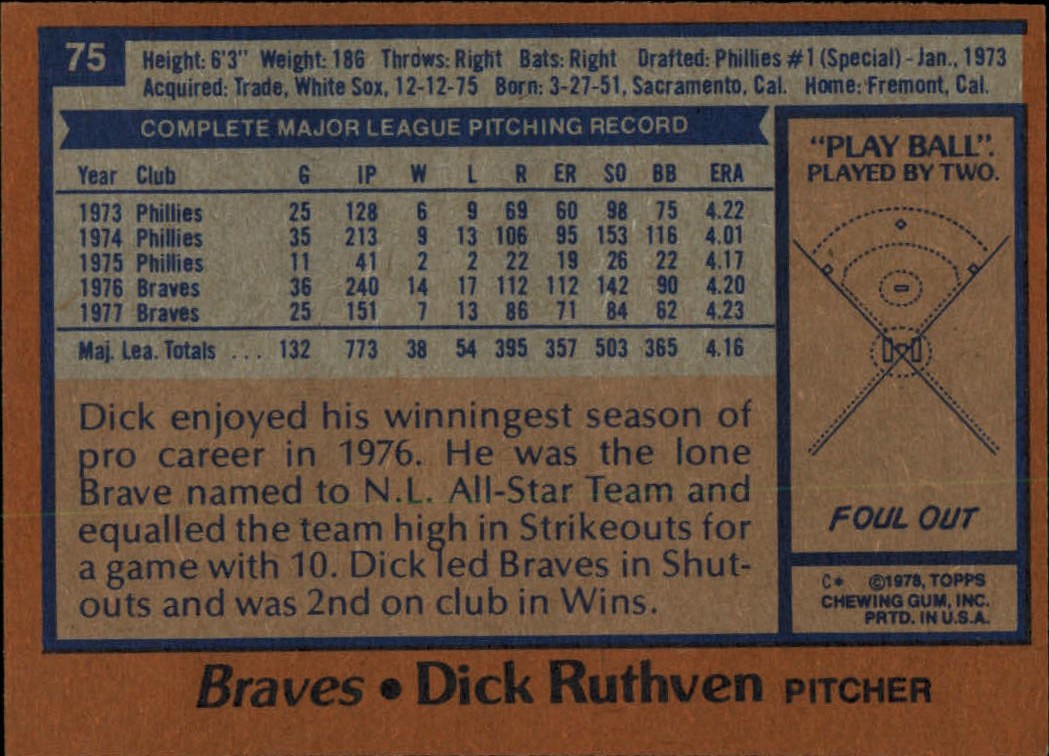 75
Height: 6'3" Weight: 186 Throws: Right Bats: Right Drafted: Phillies #1 (Special) - Jan., 1973
Acquired: Trade, White Sox, 12-12-75 Born: 3-27-51, Sacramento, Cal. Home: Fremont, Cal.
COMPLETE MAJOR LEAGUE PITCHING RECORD
Year Club G IP W L R ER SO BB ERA
1973 Phillies 25 128 6 9 69 60 98 75 4.22
1974 Phillies 35 213 9 13 106 95 153 116 4.01
1975 Phillies 11 41 2 2 22 19 26 22 4.17
1976 Braves 36 240 14 17 112 112 142 90 4.20
1977 Braves 25 151 7 13 86 71 84 62 4.23
Maj. Lea. Totals ... 132 773 38 54 395 357 503 365 4.16
Dick enjoyed his winningest season of
pro career in 1976. He was the lone
Brave named to N.L. All-Star Team and
equalled the team high in Strikeouts for
a game with 10. Dick led Braves in Shut-
outs and was 2nd on club in Wins.
"PLAY BALL".
PLAYED BY TWO.
FOUL OUT
C* ©1978, TOPPS
CHEWING GUM, INC.
PRTD. IN U.S.A.
Braves • Dick Ruthven PITCHER